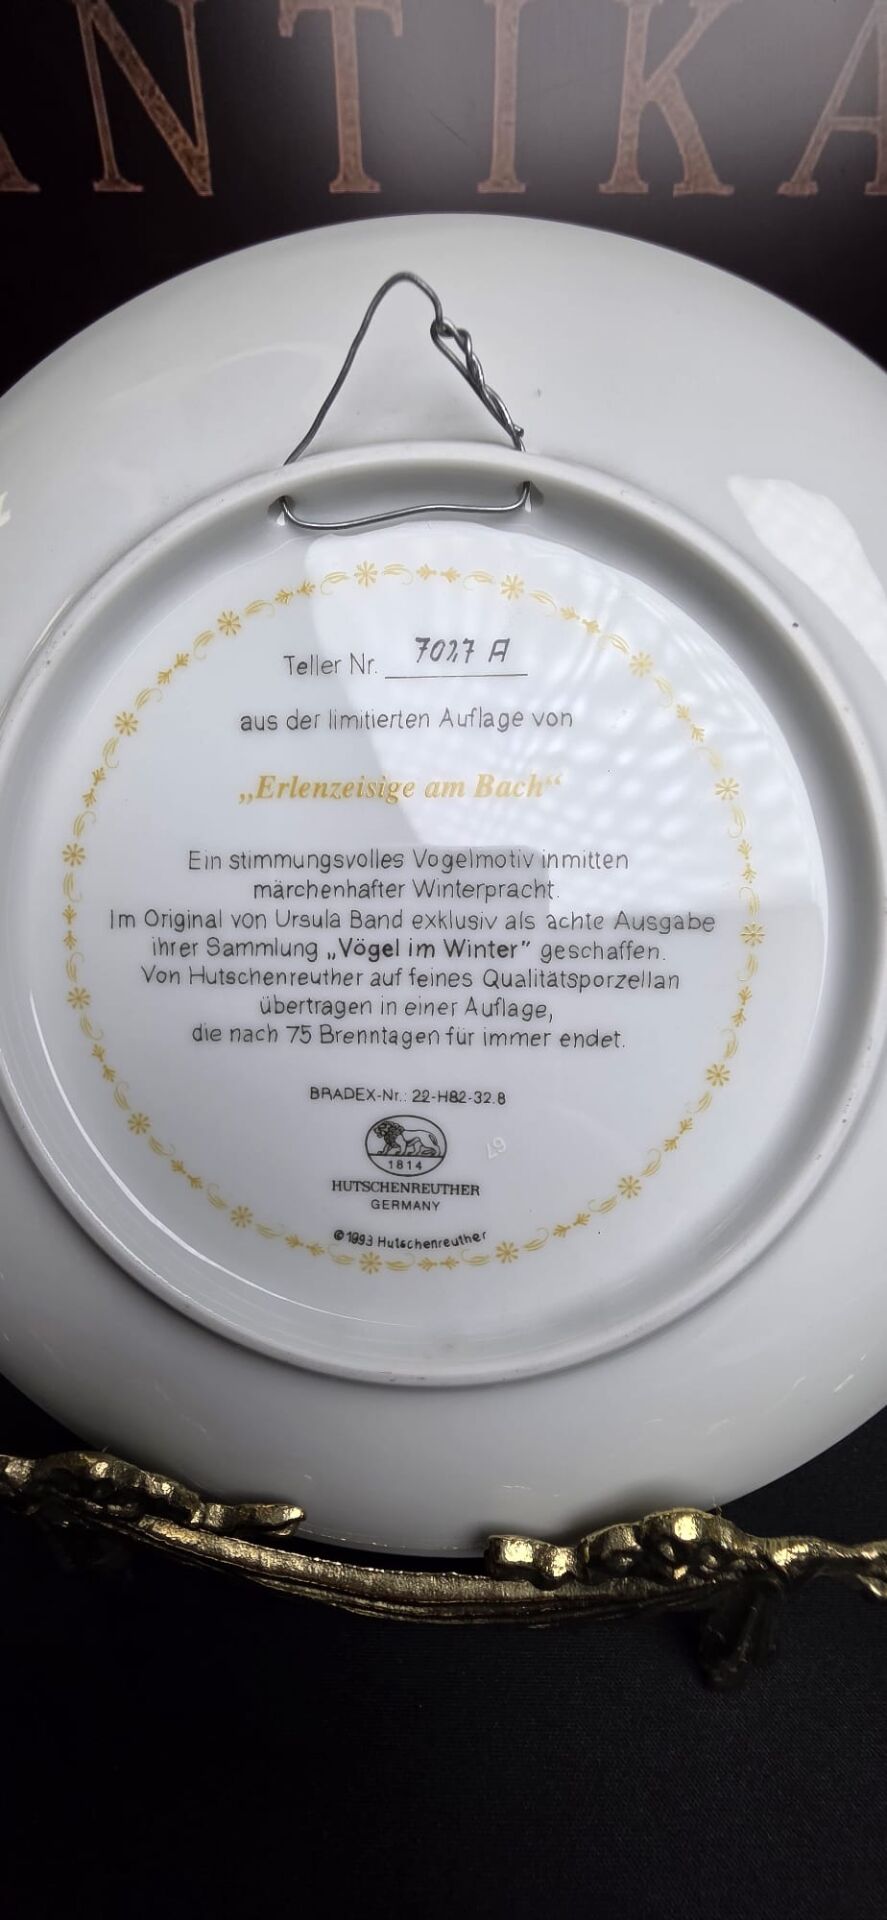 ANTIKA
Teller Nr. 7027 A
aus der limitierten Auflage von
„Erlenzeisige am Bach“
Ein stimmungsvolles Vogelmotiv inmitten
märchenhafter Winterpracht.
Im Original von Ursula Band exklusiv als achte Ausgabe
ihrer Sammlung „Vögel im Winter” geschaffen.
Von Hutschenreuther auf feines Qualitätsporzellan
übertragen in einer Auflage,
die nach 75 Brenntagen für immer endet.
BRADEX-Nr.: 22-H82-32.8
1814
HUTSCHENREUTHER
GERMANY
©1993 Hutschenreuther